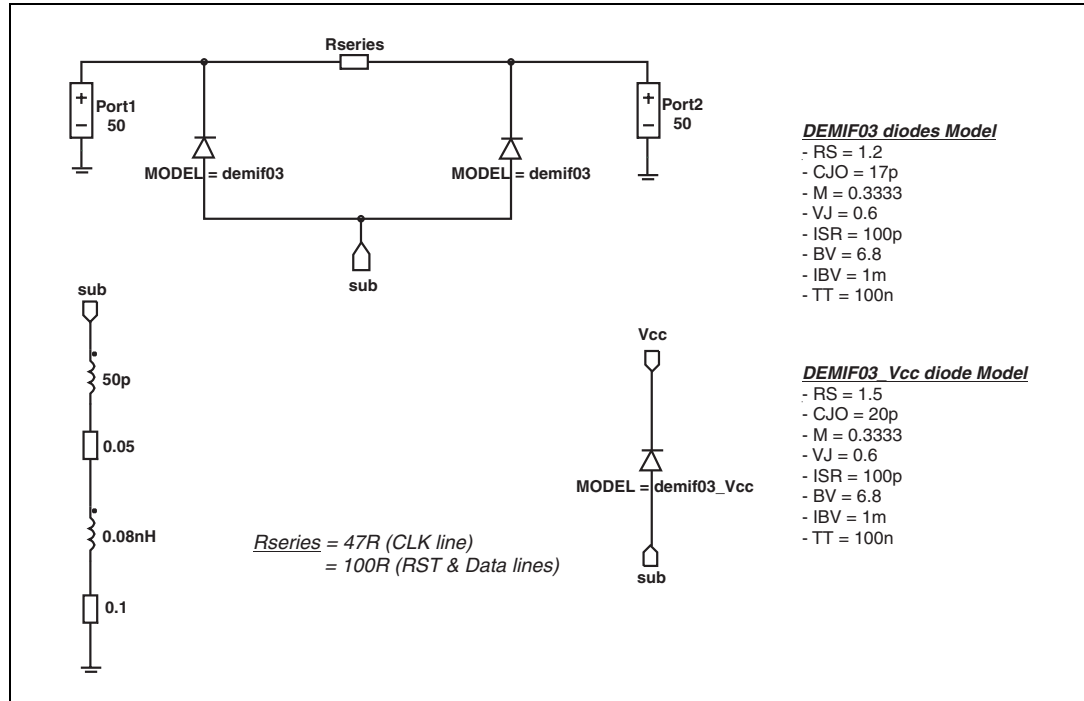 Rseries
Port1
50
Port2
50
MODEL = demif03
MODEL = demif03
sub
DEMIF03 diodes Model
- RS = 1.2
- CJO = 17p
- M = 0.3333
- VJ = 0.6
- ISR = 100p
- BV = 6.8
- IBV = 1m
- TT = 100n
sub
50p
0.05
0.08nH
0.1
Rseries = 47R (CLK line)
= 100R (RST & Data lines)
Vcc
MODEL = demif03_Vcc
sub
DEMIF03_Vcc diode Model
- RS = 1.5
- CJO = 20p
- M = 0.3333
- VJ = 0.6
- ISR = 100p
- BV = 6.8
- IBV = 1m
- TT = 100n